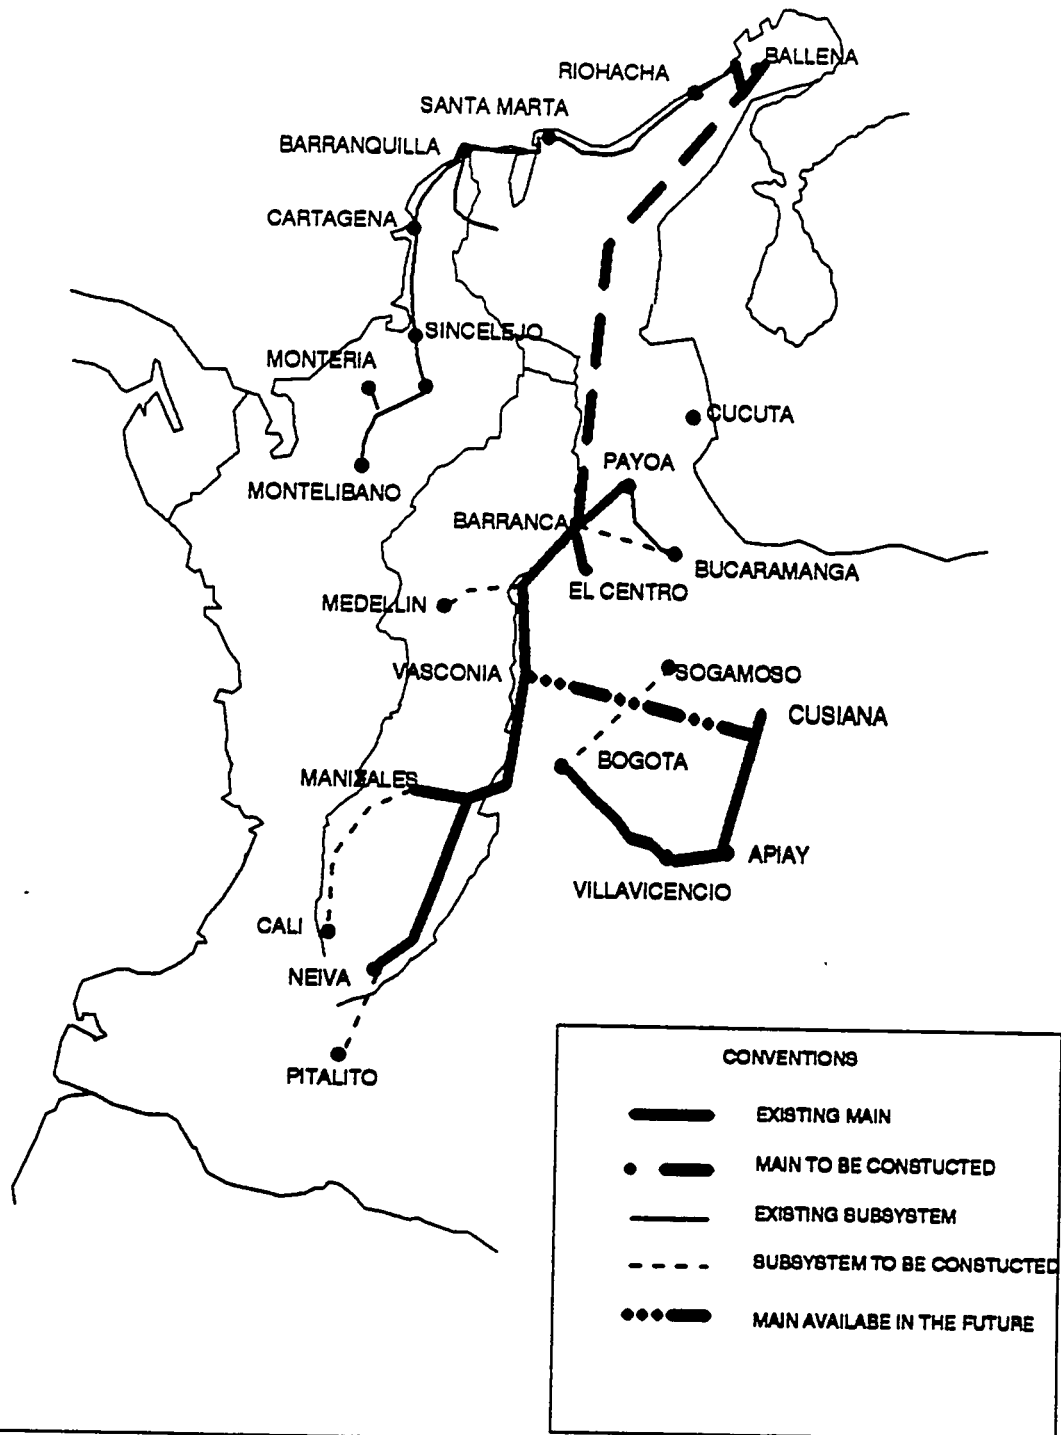 BALLENA
RIOHACHA
SANTA MARTA
BARRANQUILLA
CARTAGENA
SINCELEJO
MONTERIA
CUCUTA
PAYOA
MONTELIBANO
BARRANCA
BUCARAMANGA
EL CENTRO
MEDELLIN
VASCONIA
SOGAMOSO
CUSIANA
BOGOTA
MANIZALES
APIAY
VILLAVICENCIO
CALI
NEIVA
PITALITO
CONVENTIONS
EXISTING MAIN
MAIN TO BE CONSTUCTED
EXISTING SUBSYSTEM
SUBSYSTEM TO BE CONSTUCTED
MAIN AVAILABE IN THE FUTURE